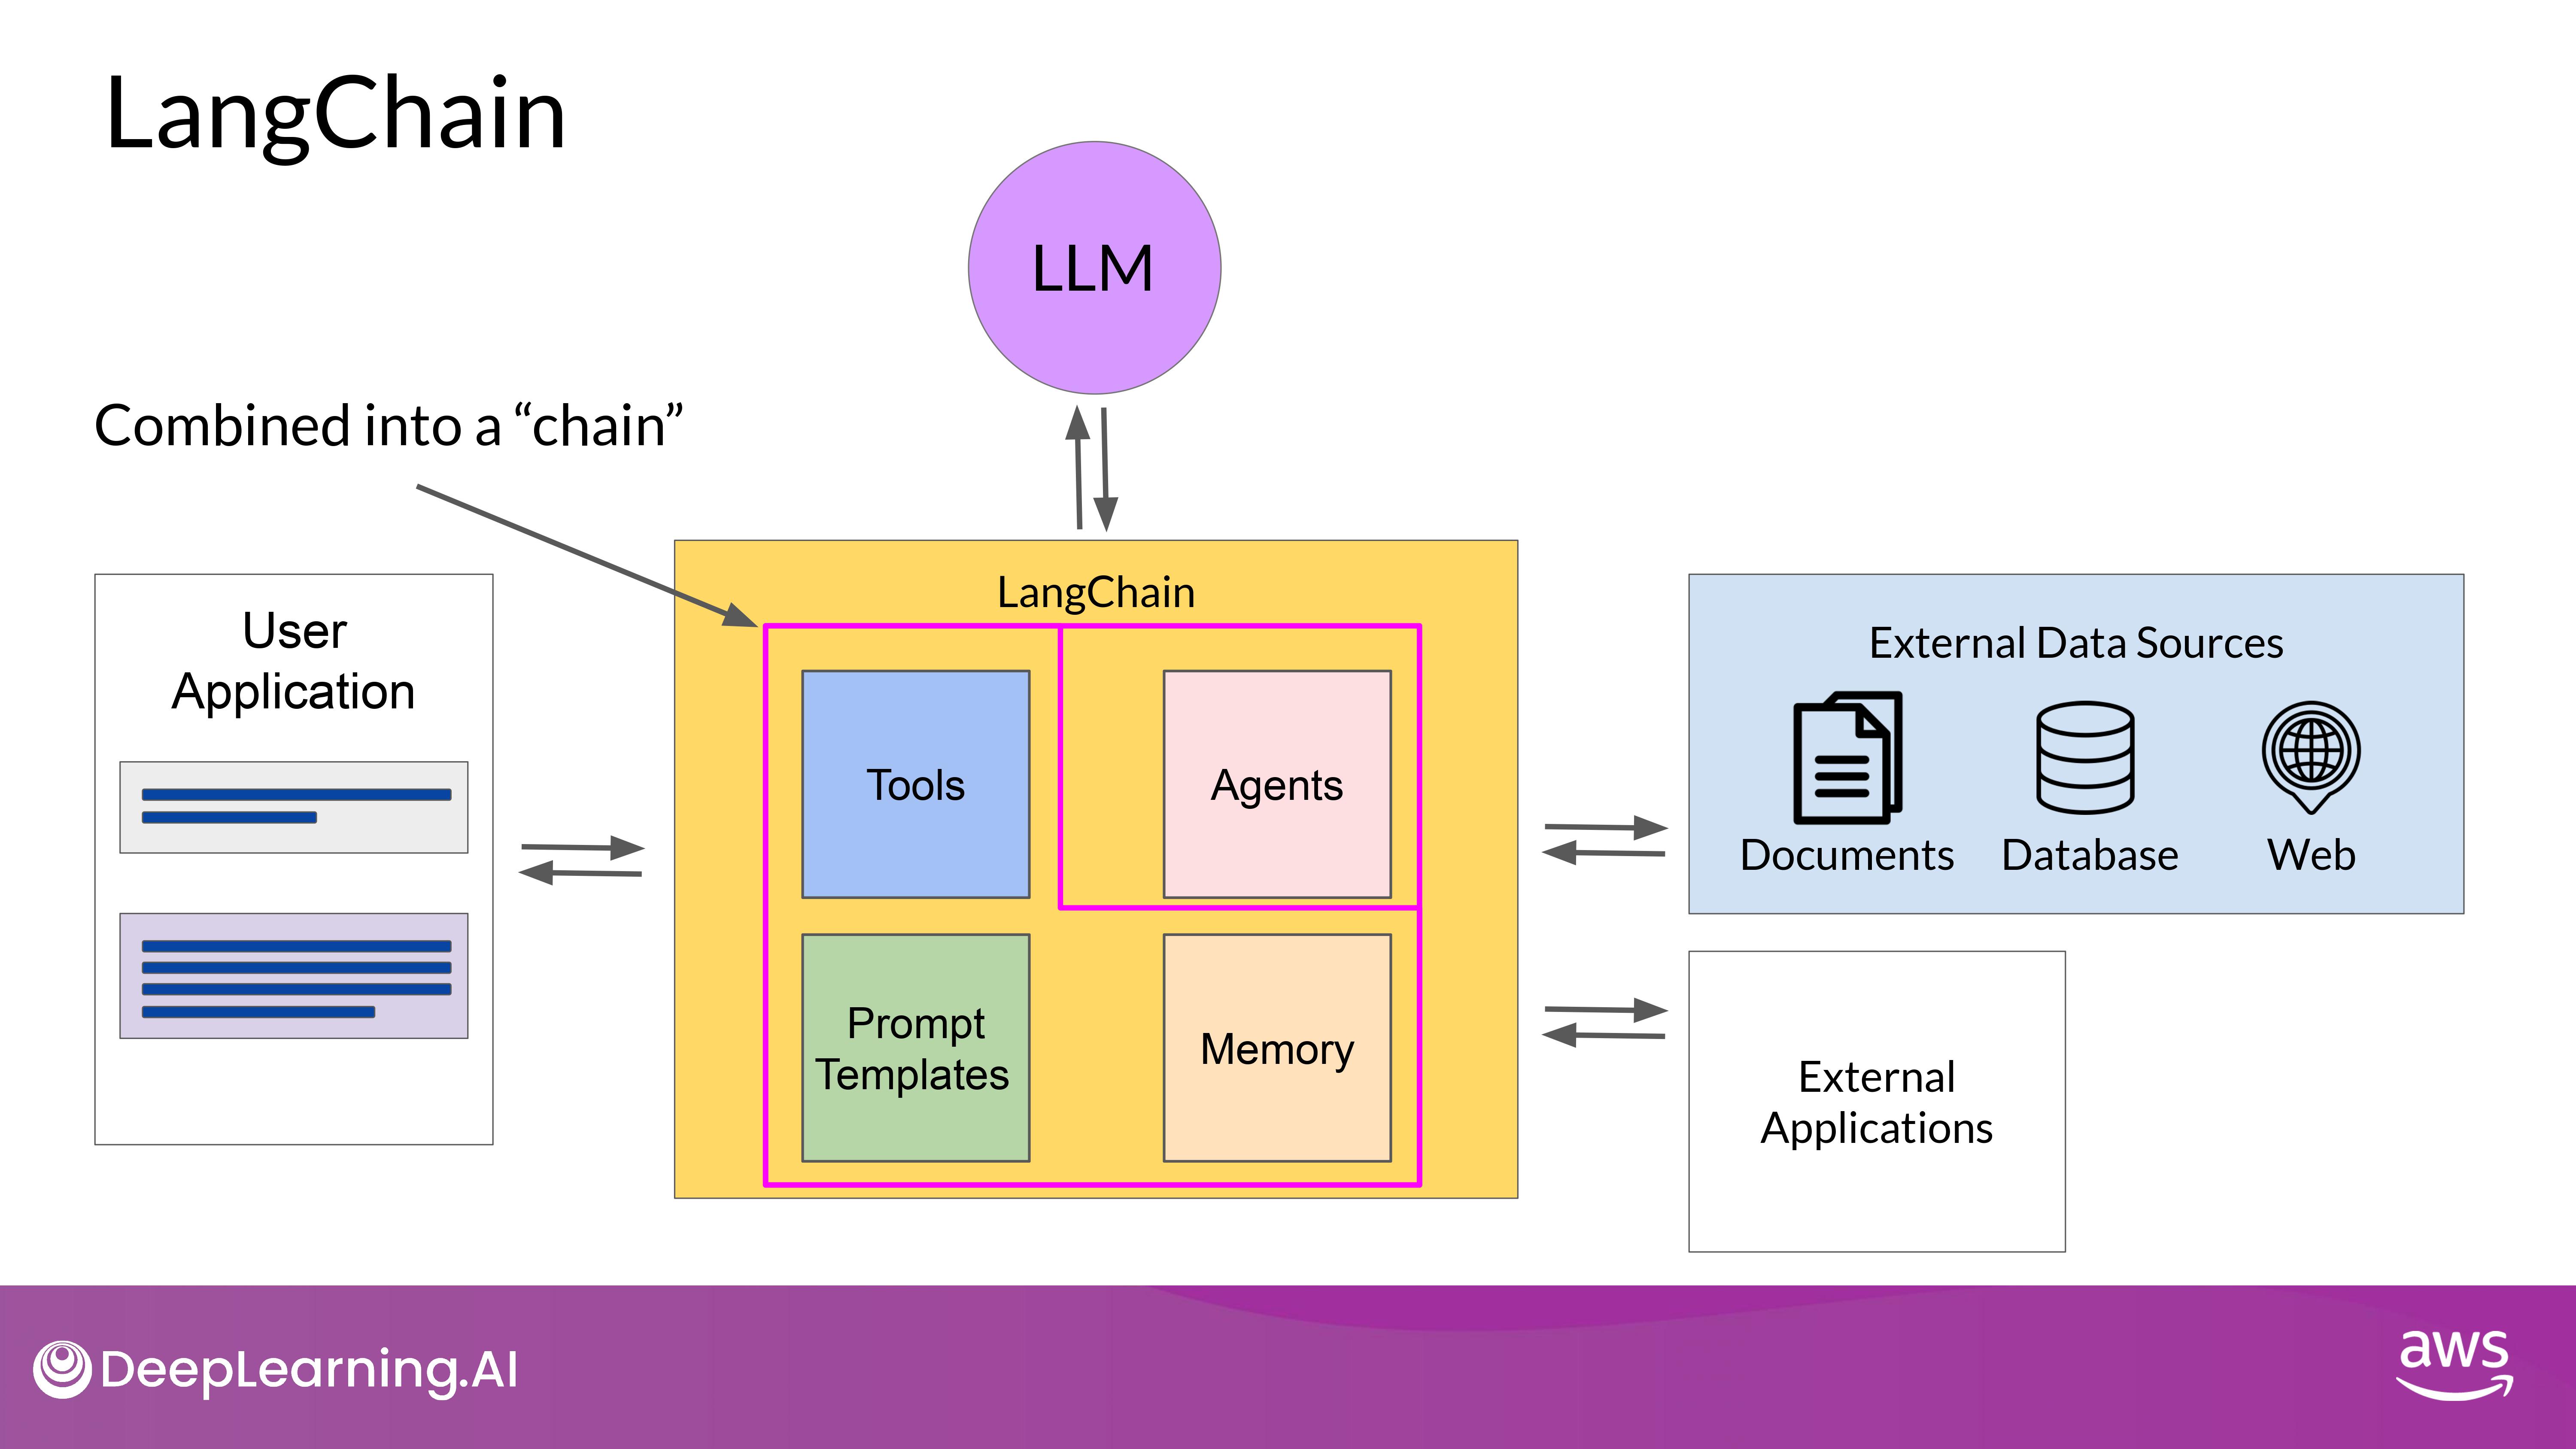 LangChain
LLM
Combined into a “chain”
User
Application
LangChain
Tools
Agents
Prompt
Templates
Memory
External Data Sources
Documents
Database
Web
External
Applications
DeepLearning.AI
aws